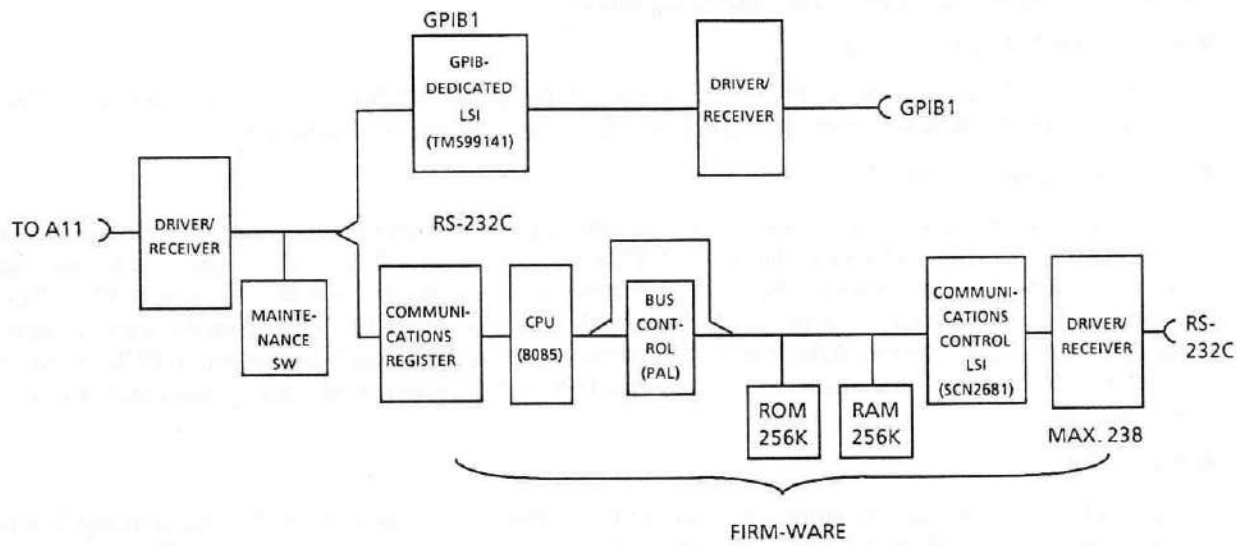 GPIB1
GPIB-
DEDICATED
LSI
(TMS99141)
DRIVER/
RECEIVER
GPIB1
TO A11
DRIVER/
RECEIVER
RS-232C
MAINTE-
NANCE
SW
COMMUNI-
CATIONS
REGISTER
CPU
(8085)
BUS
CONT-
ROL
(PAL)
ROM
256K
RAM
256K
COMMUNI-
CATIONS
CONTROL
LSI
(SCN2681)
DRIVER/
RECEIVER
RS-
232C
MAX. 238
FIRM-WARE